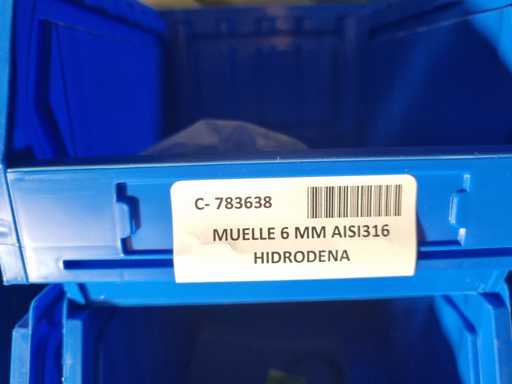 C- 783638
MUELLE 6 MM AISI316
HIDRODENA